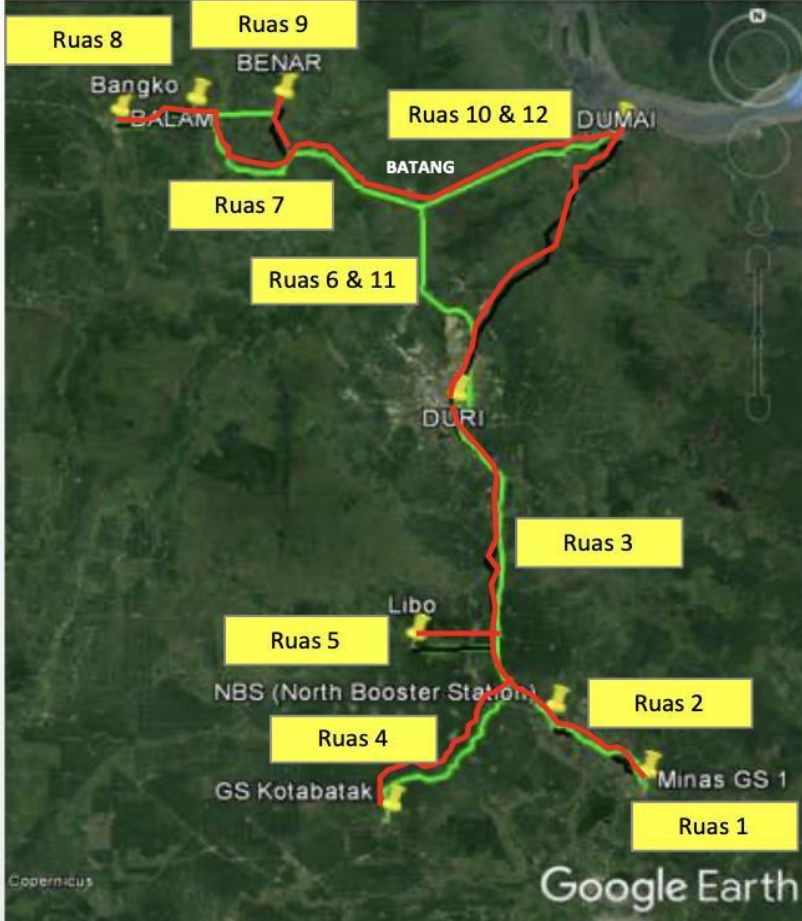 Ruas 9
Ruas 8
BENAR
Bangko
BALAM
Ruas 10 & 12
DUMAI
BATANG
Ruas 7
Ruas 6 & 11
DURI
Ruas 3
Libo
Ruas 5
NBS (North Booster Station)
Ruas 2
Ruas 4
Minas GS 1
GS Kotabatak
Ruas 1
Copernicus
Google Earth
N